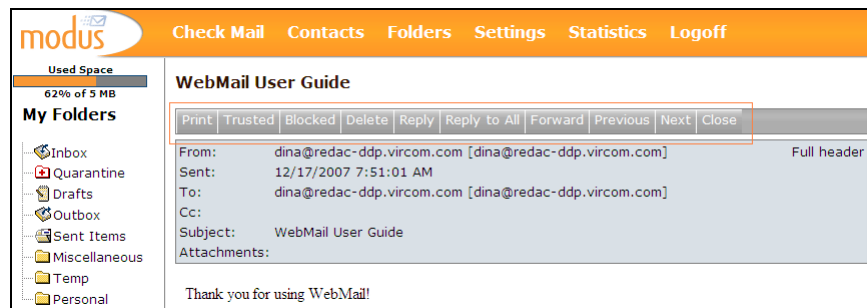 modus
Check Mail Contacts Folders Settings Statistics Logoff
Used Space
62% of 5 MB
My Folders
Inbox
Quarantine
Drafts
Outbox
Sent Items
Miscellaneous
Temp
Personal
WebMail User Guide
Print Trusted Blocked Delete Reply Reply to All Forward Previous Next Close
From: dina@redac-ddp.vircom.com [dina@redac-ddp.vircom.com] Full header
Sent: 12/17/2007 7:51:01 AM
To: dina@redac-ddp.vircom.com [dina@redac-ddp.vircom.com]
Cc:
Subject: WebMail User Guide
Attachments:
Thank you for using WebMail!